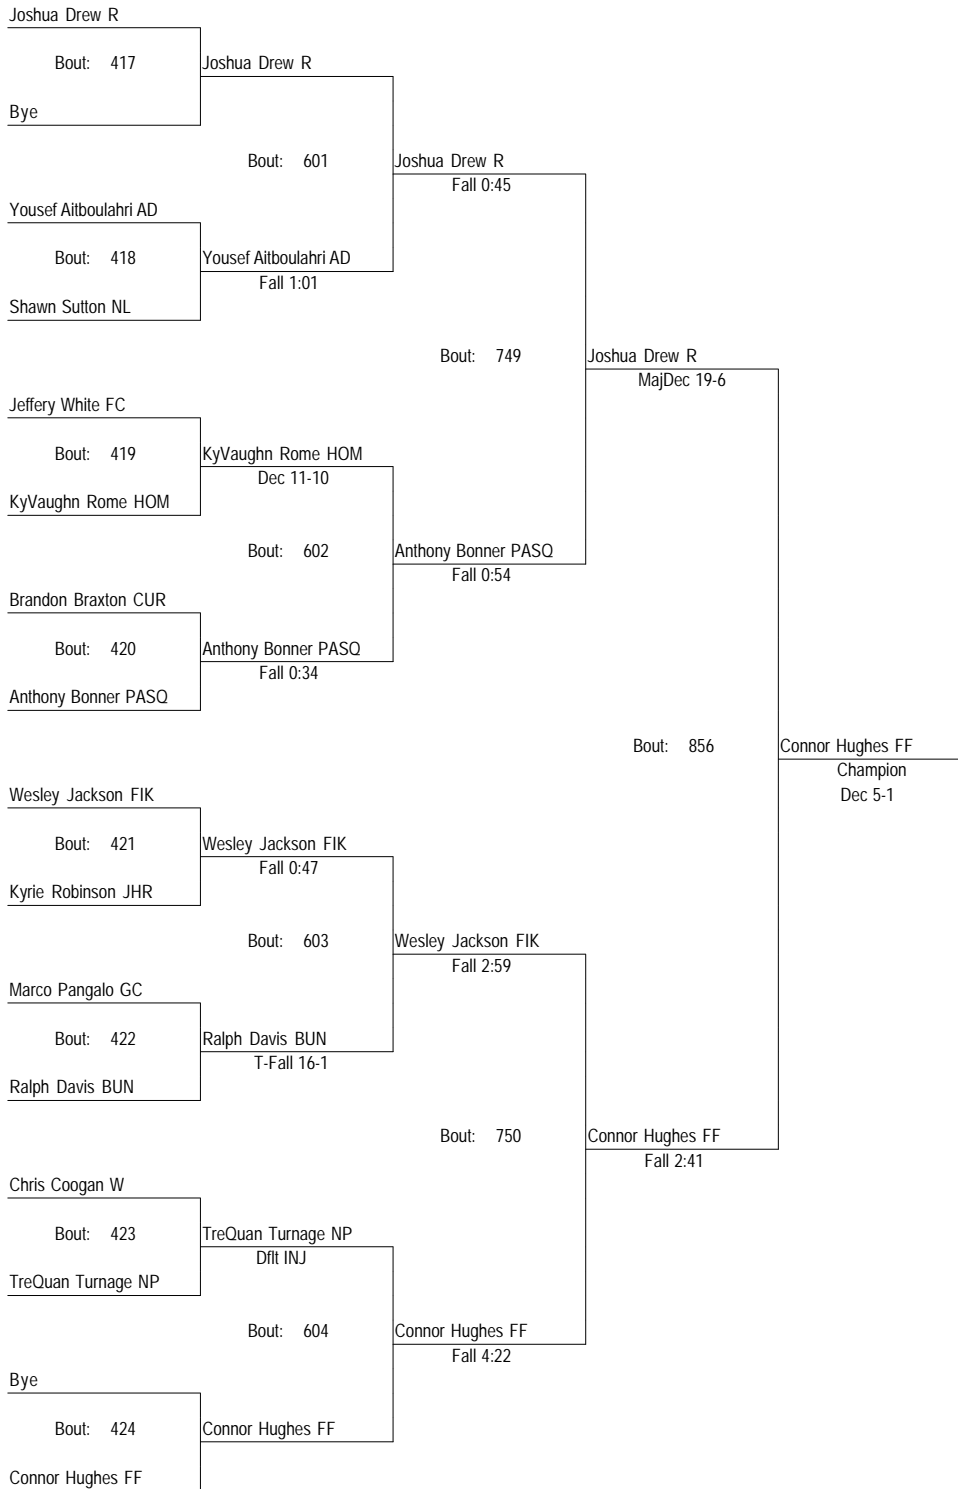 Joshua Drew R
Bout: 417
Joshua Drew R
Bye
Bout: 601
Joshua Drew R
Fall 0:45
Yousef Aitboulahri AD
Bout: 418
Yousef Aitboulahri AD
Fall 1:01
Shawn Sutton NL
Bout: 749
Joshua Drew R
MajDec 19-6
Jeffery White FC
Bout: 419
KyVaughn Rome HOM
Dec 11-10
KyVaughn Rome HOM
Bout: 602
Anthony Bonner PASQ
Fall 0:54
Brandon Braxton CUR
Bout: 420
Anthony Bonner PASQ
Fall 0:34
Anthony Bonner PASQ
Bout: 856
Connor Hughes FF
Champion
Dec 5-1
Wesley Jackson FIK
Bout: 421
Wesley Jackson FIK
Fall 0:47
Kyrie Robinson JHR
Bout: 603
Wesley Jackson FIK
Fall 2:59
Marco Pangalo GC
Bout: 422
Ralph Davis BUN
T-Fall 16-1
Ralph Davis BUN
Bout: 750
Connor Hughes FF
Fall 2:41
Chris Coogan W
Bout: 423
TreQuan Turnage NP
Dflt INJ
TreQuan Turnage NP
Bout: 604
Connor Hughes FF
Fall 4:22
Bye
Bout: 424
Connor Hughes FF
Connor Hughes FF